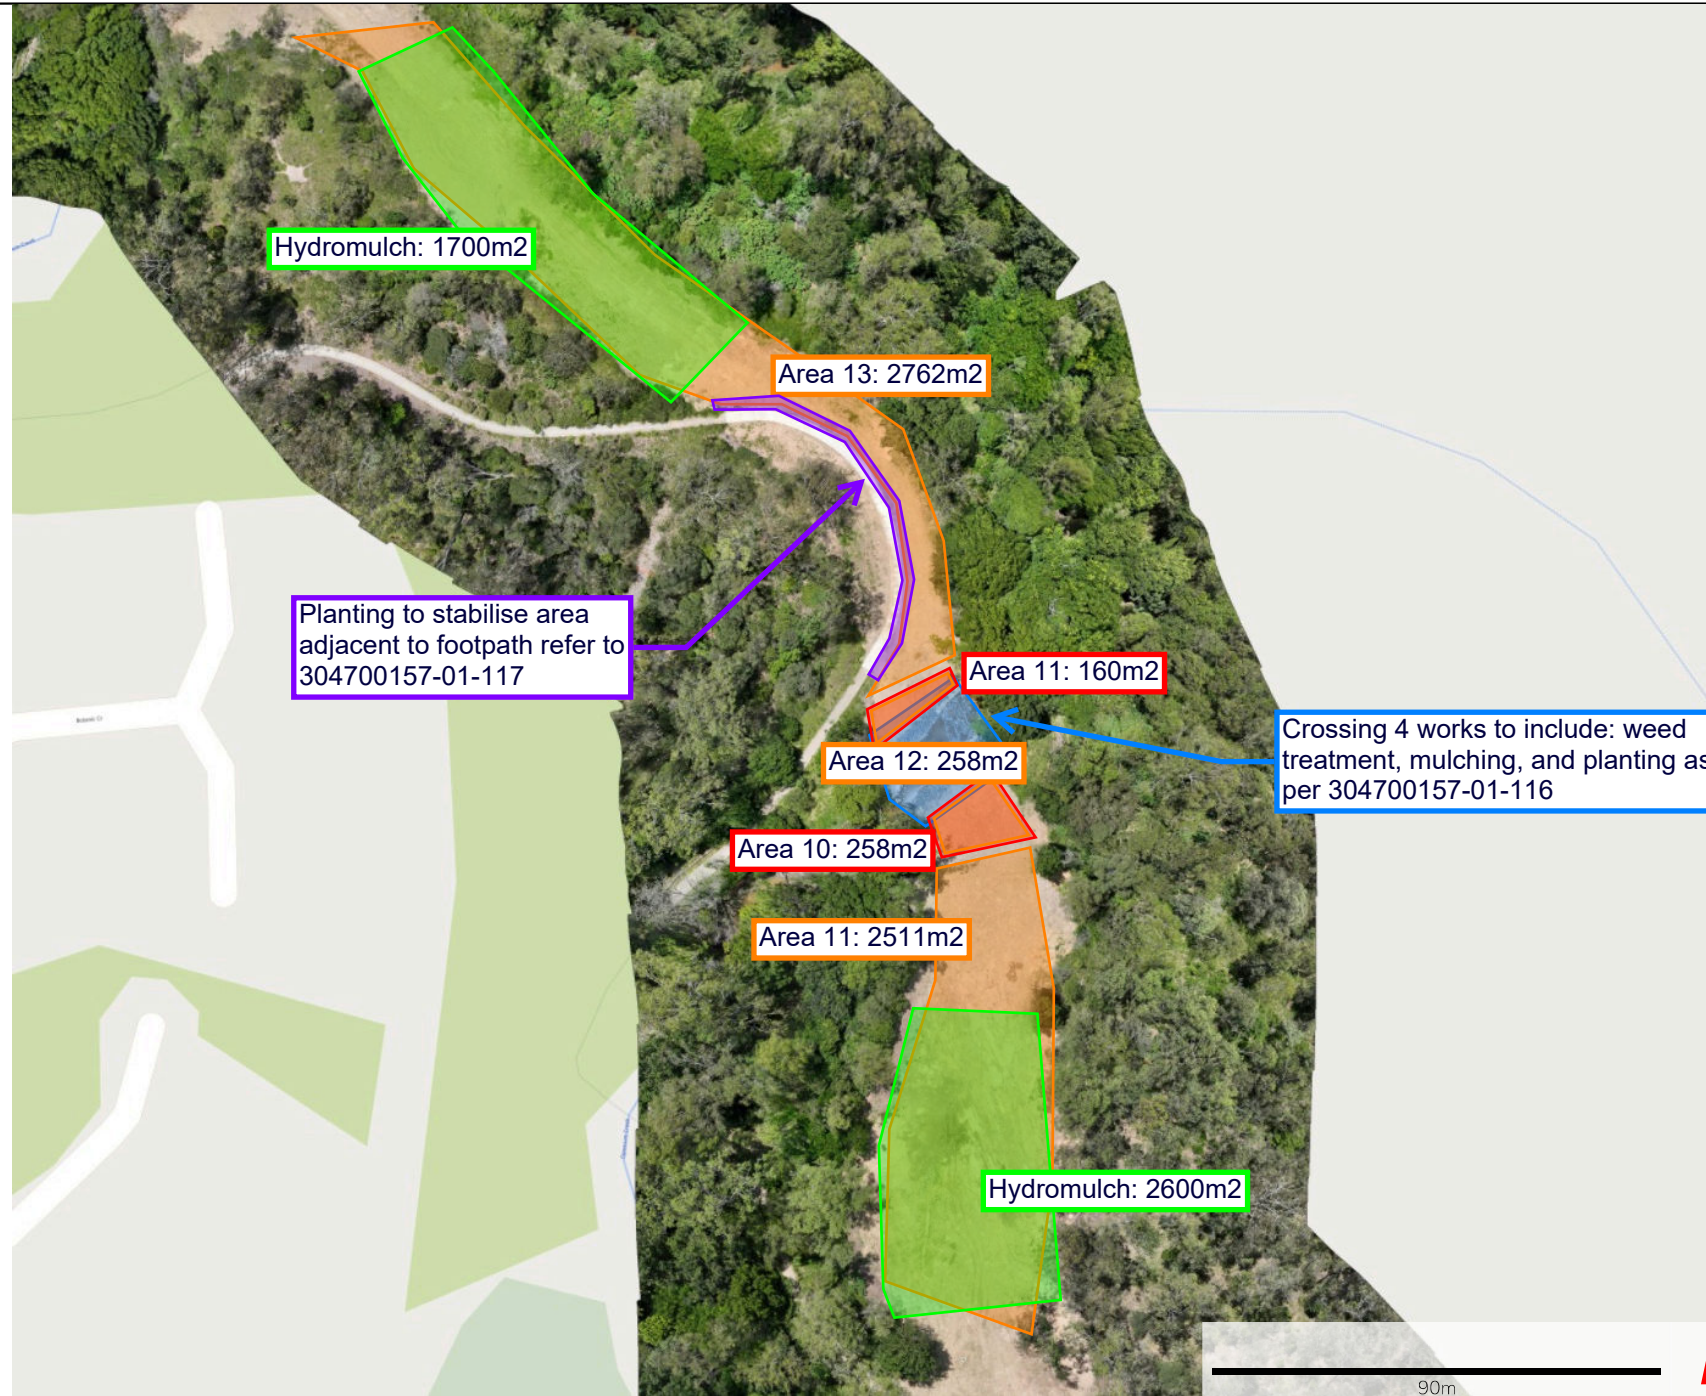 Hydromulch: 1700m2
Area 13: 2762m2
Planting to stabilise area
adjacent to footpath refer to
304700157-01-117
Area 11: 160m2
Crossing 4 works to include: weed
treatment, mulching, and planting as
per 304700157-01-116
Area 12: 258m2
Area 10: 258m2
Area 11: 2511m2
Hydromulch: 2600m2
90m